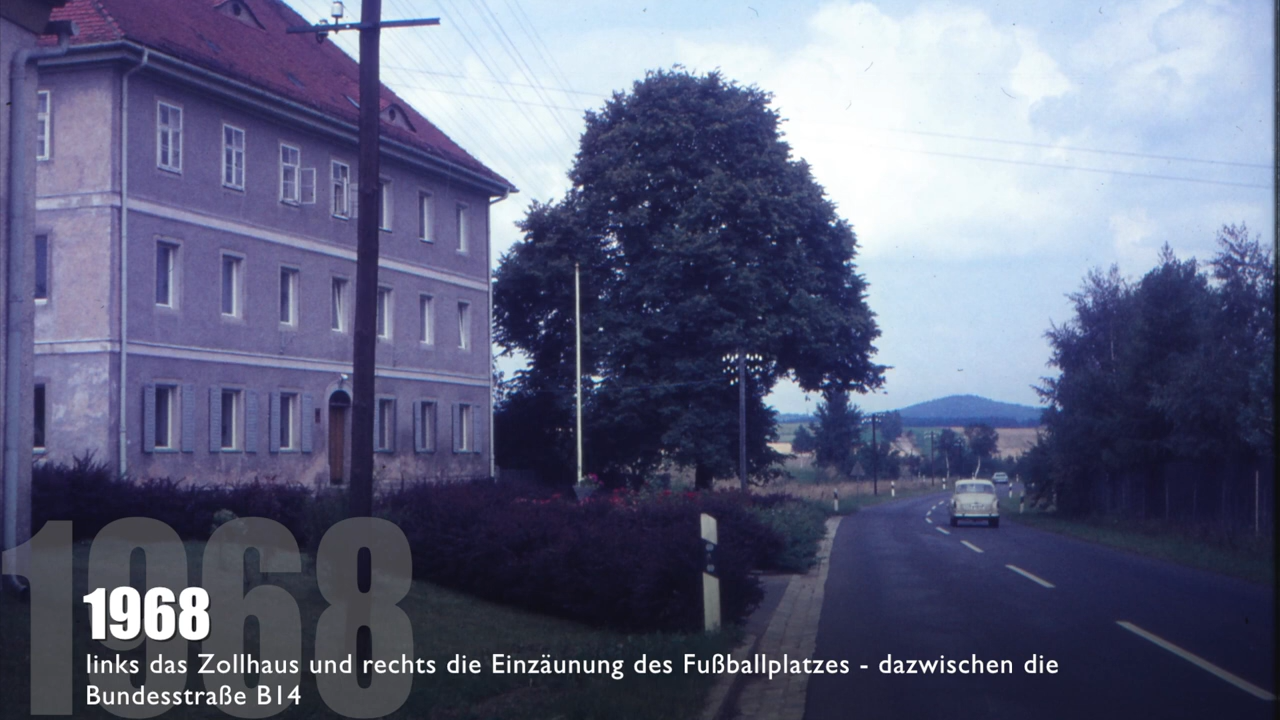 1968
1968
links das Zollhaus und rechts die Einzäunung des Fußballplatzes - dazwischen die
Bundesstraße B14